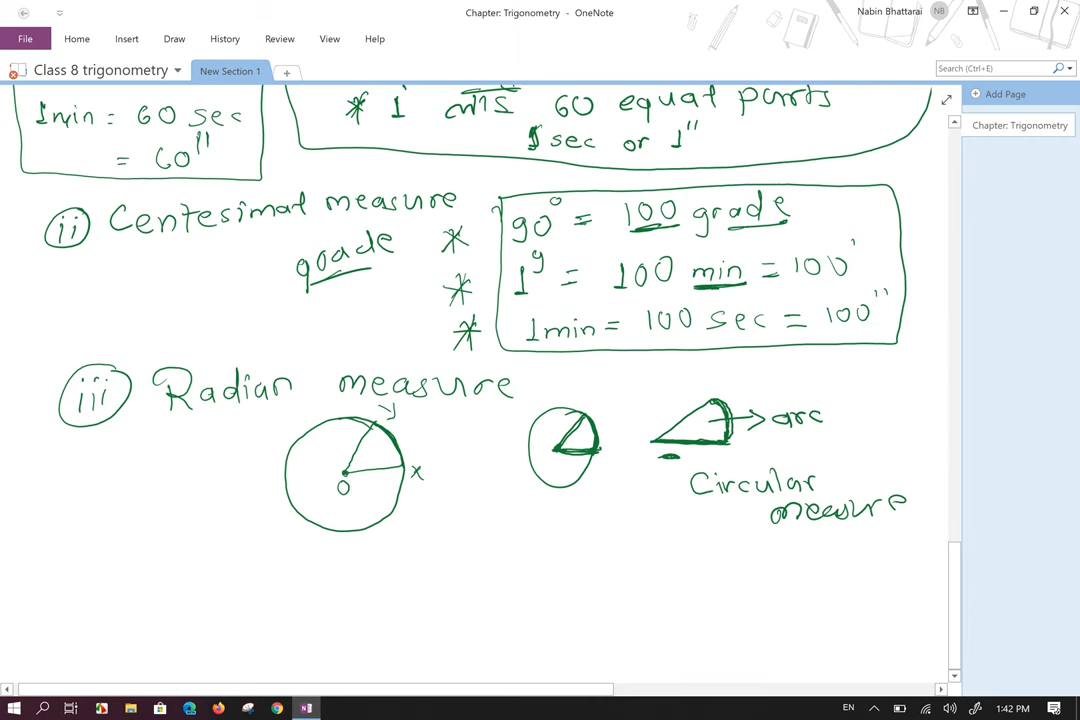 Chapter: Trigonometry - OneNote
Nabin Bhattarai NB
File Home Insert Draw History Review View Help
Class 8 trigonometry New Section 1
Search (Ctrl+E)
Add Page
Chapter: Trigonometry
1min = 60 sec
= 60"
* 1 60 equal parts
1 sec or 1"
ii Centesimal measure
grade
* 90° = 100 grade
* 1g = 100 min = 100'
* 1min = 100 sec = 100"
iii Radian measure
y
x
O
arc
Circular
measure
EN 1:42 PM